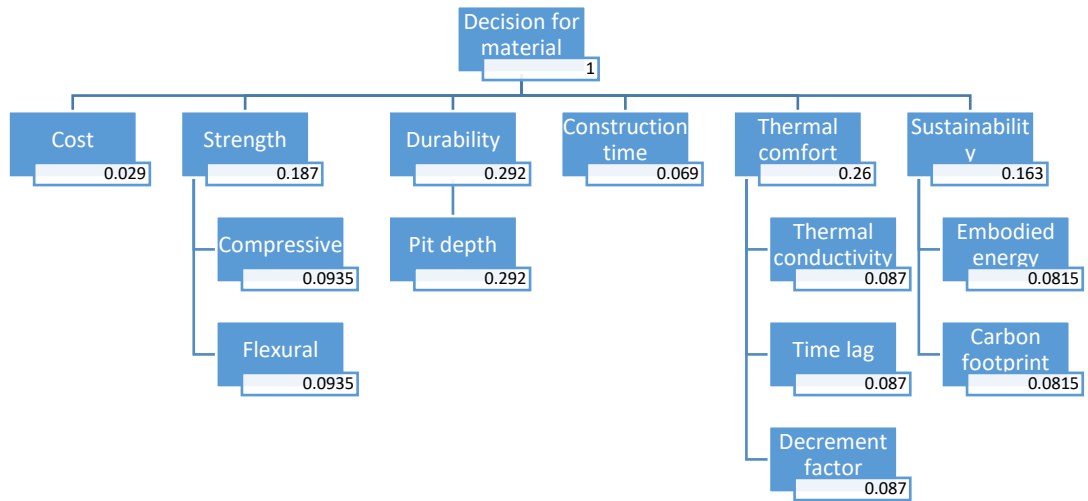 Decision for
material
1
Cost
0.029
Strength
0.187
Compressive
0.0935
Flexural
0.0935
Durability
0.292
Pit depth
0.292
Construction
time
0.069
Thermal
comfort
0.26
Thermal
conductivity
0.087
Time lag
0.087
Decrement
factor
0.087
Sustainabilit
y
0.163
Embodied
energy
0.0815
Carbon
footprint
0.0815